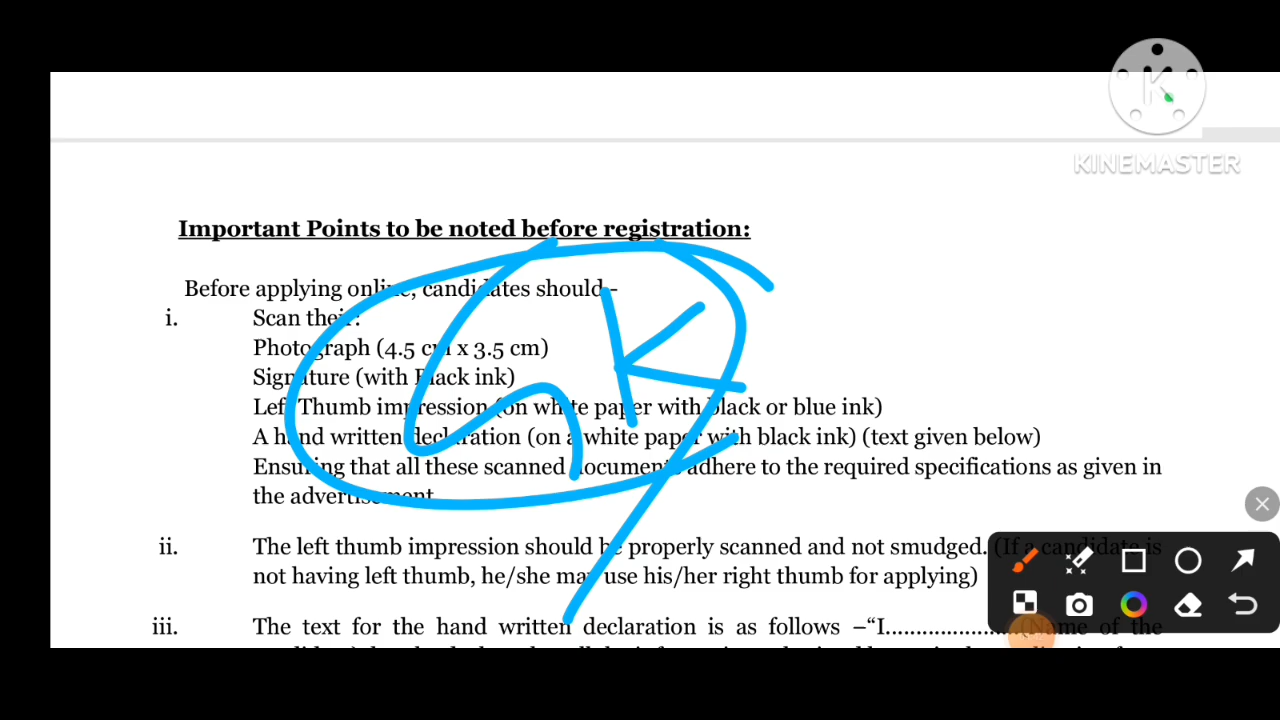 KINEMASTER
Important Points to be noted before registration:
Before applying online, candidates should-
i. Scan their:
Photograph (4.5 cm x 3.5 cm)
Signature (with Black ink)
Left Thumb impression (on white paper with black or blue ink)
A hand written declaration (on a white paper with black ink) (text given below)
Ensuring that all these scanned documents adhere to the required specifications as given in
the advertisement
ii. The left thumb impression should be properly scanned and not smudged. (If a candidate is
not having left thumb, he/she may use his/her right thumb for applying)
iii. The text for the hand written declaration is as follows –“I......................(Name of the